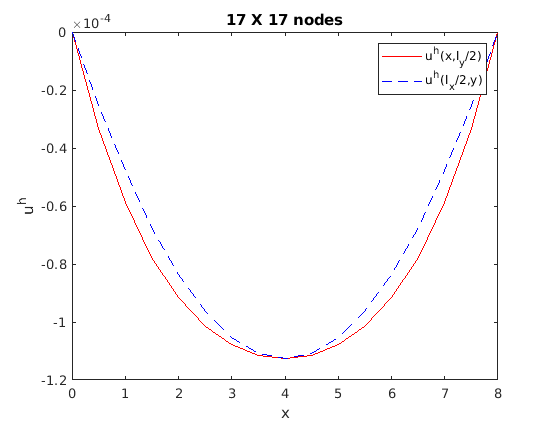 17 X 17 nodes
×10⁻⁴
0
-0.2
-0.4
-0.6
-0.8
-1
-1.2
uʰ
uʰ(x,l_y/2)
uʰ(l_x/2,y)
0 1 2 3 4 5 6 7 8
x